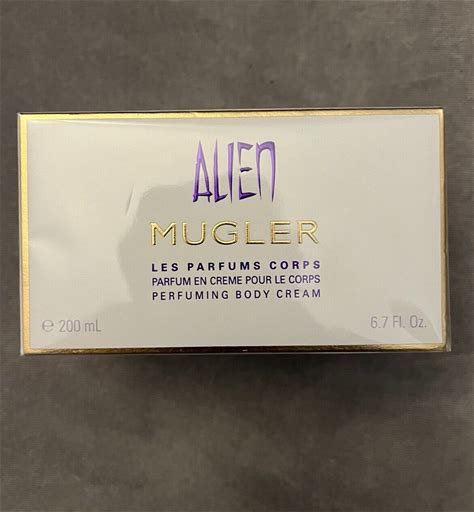 ALIEN
MUGLER
LES PARFUMS CORPS
PARFUM EN CREME POUR LE CORPS
PERFUMING BODY CREAM
℮ 200 mL 6.7 Fl. Oz.